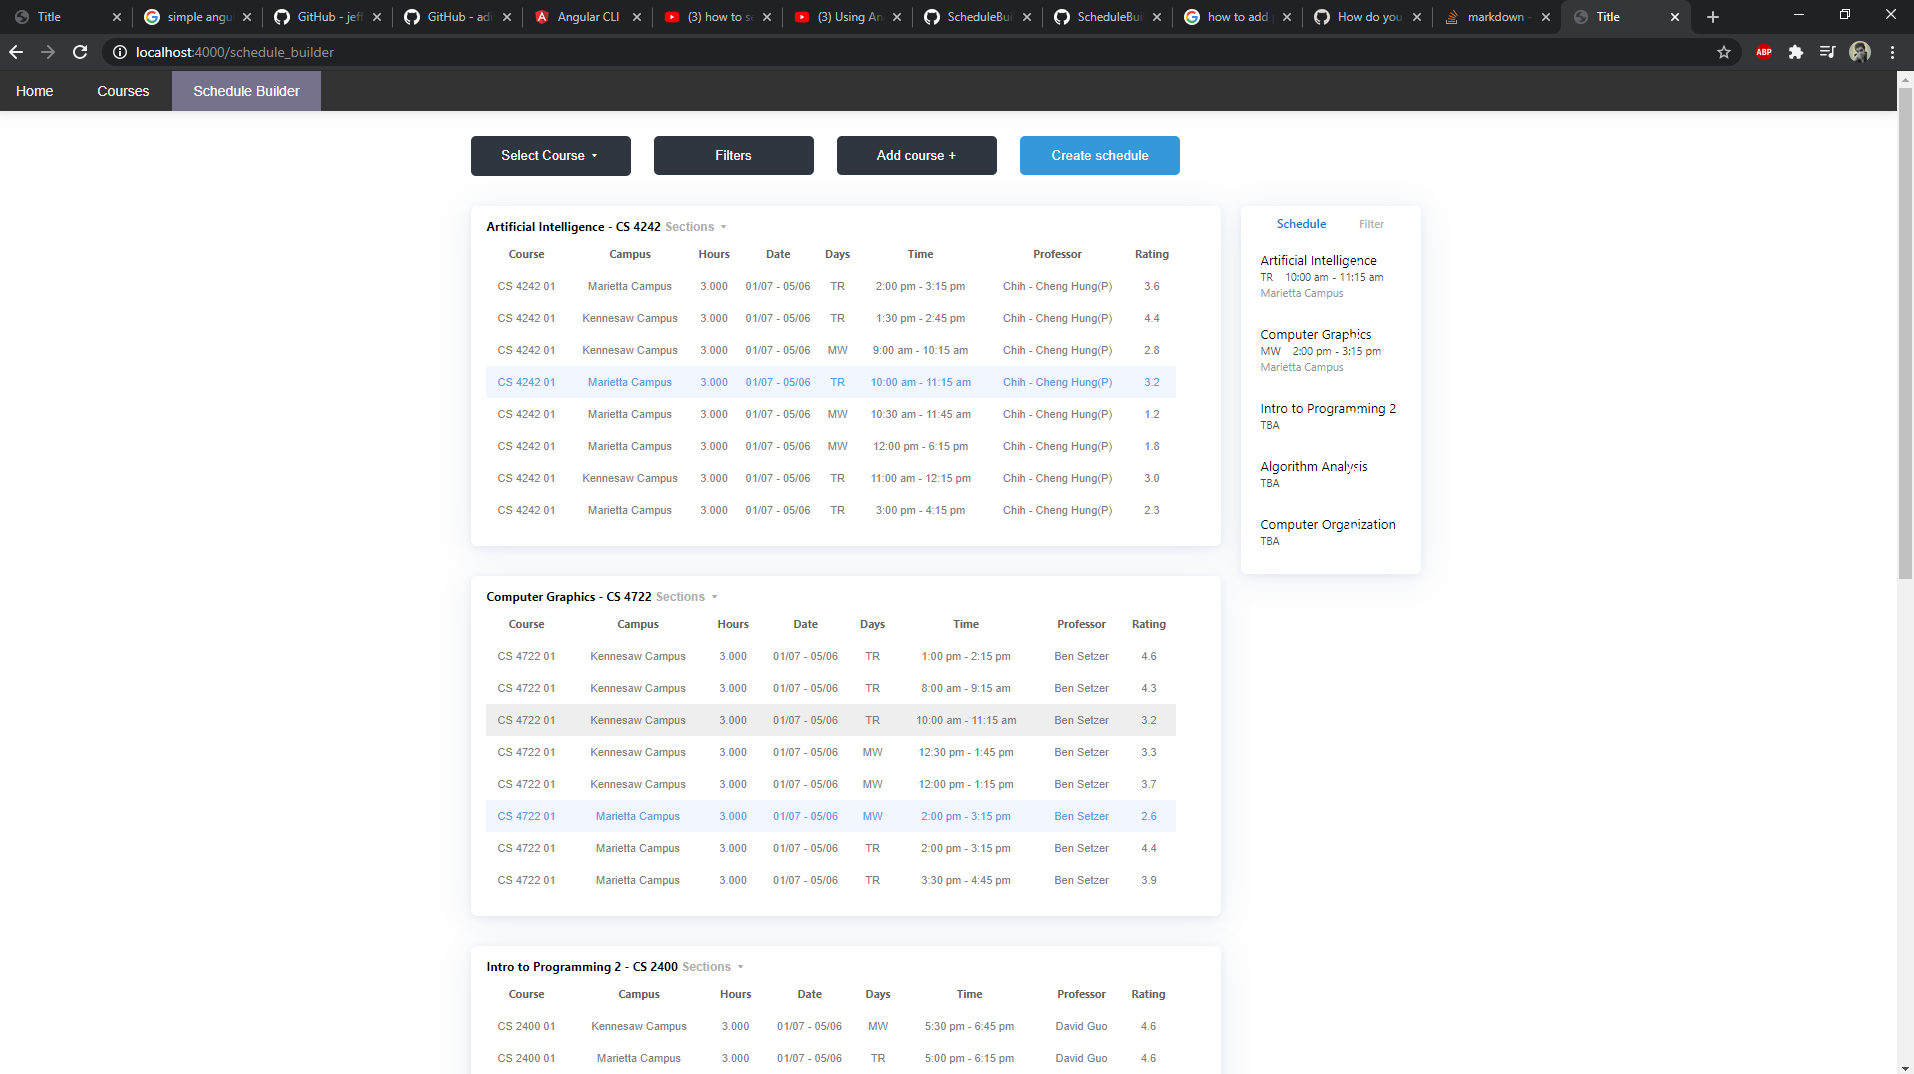 Title simple angu GitHub - jeff GitHub - adi Angular CLI (3) how to se (3) Using An ScheduleBui ScheduleBui how to add How do you markdown - Title
localhost:4000/schedule_builder ABP
Home Courses Schedule Builder
Select Course Filters Add course + Create schedule
Artificial Intelligence - CS 4242 Sections
Course Campus Hours Date Days Time Professor Rating
CS 4242 01 Marietta Campus 3.000 01/07 - 05/06 TR 2:00 pm - 3:15 pm Chih - Cheng Hung(P) 3.6
CS 4242 01 Kennesaw Campus 3.000 01/07 - 05/06 TR 1:30 pm - 2:45 pm Chih - Cheng Hung(P) 4.4
CS 4242 01 Kennesaw Campus 3.000 01/07 - 05/06 MW 9:00 am - 10:15 am Chih - Cheng Hung(P) 2.8
CS 4242 01 Marietta Campus 3.000 01/07 - 05/06 TR 10:00 am - 11:15 am Chih - Cheng Hung(P) 3.2
CS 4242 01 Marietta Campus 3.000 01/07 - 05/06 MW 10:30 am - 11:45 am Chih - Cheng Hung(P) 1.2
CS 4242 01 Marietta Campus 3.000 01/07 - 05/06 MW 12:00 pm - 6:15 pm Chih - Cheng Hung(P) 1.8
CS 4242 01 Kennesaw Campus 3.000 01/07 - 05/06 TR 11:00 am - 12:15 pm Chih - Cheng Hung(P) 3.0
CS 4242 01 Marietta Campus 3.000 01/07 - 05/06 TR 3:00 pm - 4:15 pm Chih - Cheng Hung(P) 2.3
Computer Graphics - CS 4722 Sections
Course Campus Hours Date Days Time Professor Rating
CS 4722 01 Kennesaw Campus 3.000 01/07 - 05/06 TR 1:00 pm - 2:15 pm Ben Setzer 4.6
CS 4722 01 Kennesaw Campus 3.000 01/07 - 05/06 TR 8:00 am - 9:15 am Ben Setzer 4.3
CS 4722 01 Kennesaw Campus 3.000 01/07 - 05/06 TR 10:00 am - 11:15 am Ben Setzer 3.2
CS 4722 01 Kennesaw Campus 3.000 01/07 - 05/06 MW 12:30 pm - 1:45 pm Ben Setzer 3.3
CS 4722 01 Kennesaw Campus 3.000 01/07 - 05/06 MW 12:00 pm - 1:15 pm Ben Setzer 3.7
CS 4722 01 Marietta Campus 3.000 01/07 - 05/06 MW 2:00 pm - 3:15 pm Ben Setzer 2.6
CS 4722 01 Marietta Campus 3.000 01/07 - 05/06 TR 2:00 pm - 3:15 pm Ben Setzer 4.4
CS 4722 01 Marietta Campus 3.000 01/07 - 05/06 TR 3:30 pm - 4:45 pm Ben Setzer 3.9
Intro to Programming 2 - CS 2400 Sections
Course Campus Hours Date Days Time Professor Rating
CS 2400 01 Kennesaw Campus 3.000 01/07 - 05/06 MW 5:30 pm - 6:45 pm David Guo 4.6
CS 2400 01 Marietta Campus 3.000 01/07 - 05/06 TR 5:00 pm - 6:15 pm David Guo 4.6
Schedule Filter
Artificial Intelligence
TR 10:00 am - 11:15 am
Marietta Campus
Computer Graphics
MW 2:00 pm - 3:15 pm
Marietta Campus
Intro to Programming 2
TBA
Algorithm Analysis
TBA
Computer Organization
TBA